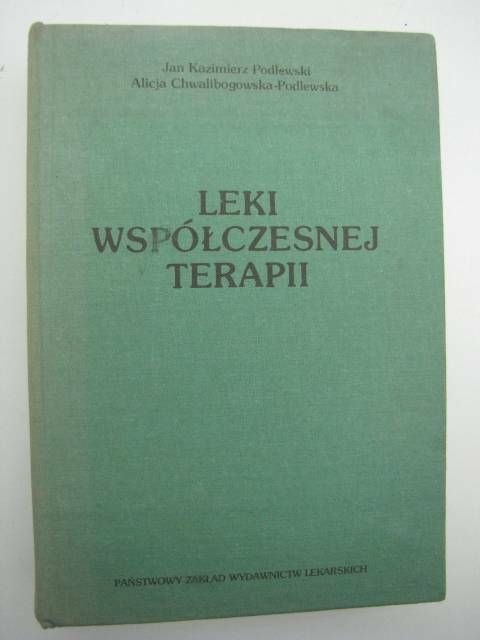 Jan Kazimierz Podlewski
Alicja Chwalibogowska-Podlewska
LEKI
WSPÓŁCZESNEJ
TERAPII
PAŃSTWOWY ZAKŁAD WYDAWNICTW LEKARSKICH